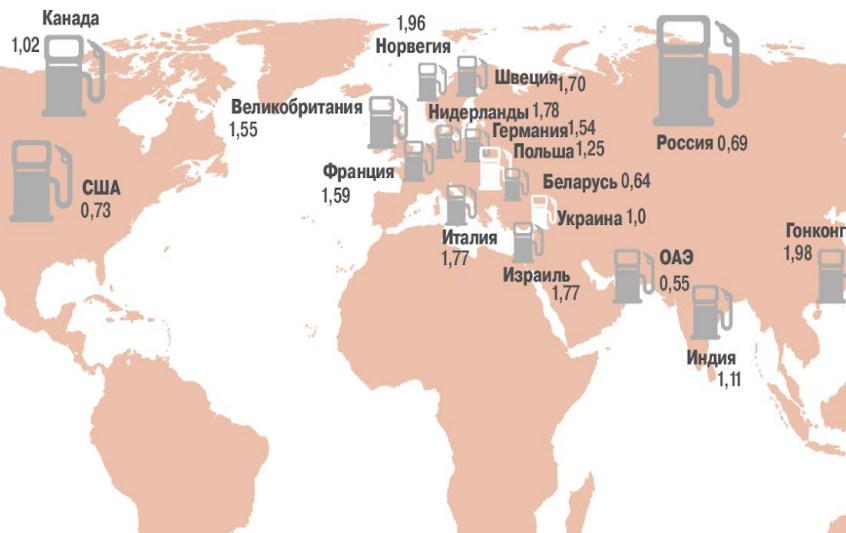 Канада
1,02
1,96
Норвегия
Швеция 1,70
Великобритания
1,55
Нидерланды 1,78
Германия 1,54
Польша 1,25
Россия 0,69
Франция
1,59
США
0,73
Беларусь 0,64
Украина 1,0
Италия
1,77
Израиль
1,77
ОАЭ
0,55
Гонконг
1,98
Индия
1,11